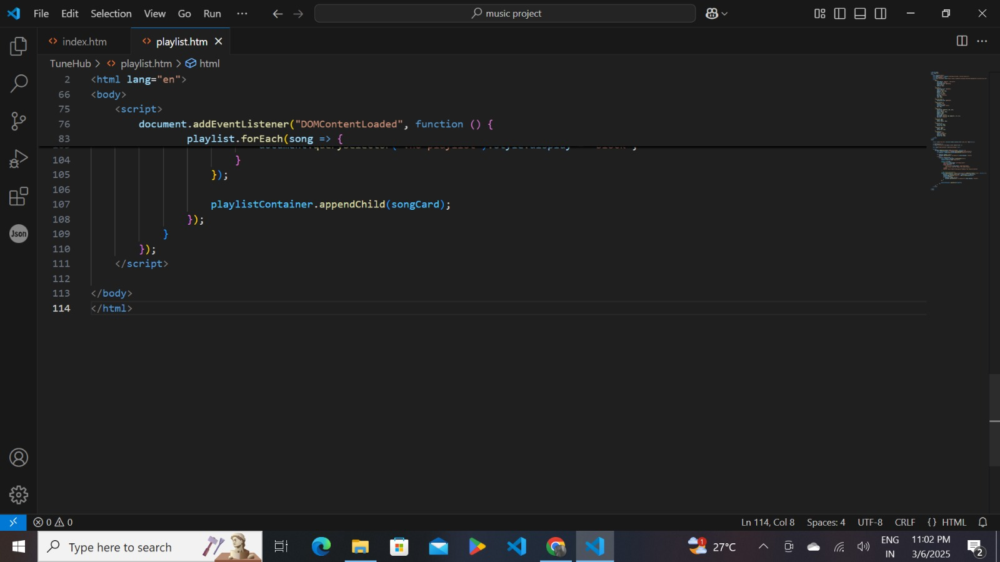 File Edit Selection View Go Run ··· music project
index.htm playlist.htm
TuneHub > playlist.htm > html
2 <html lang="en">
66 <body>
75 <script>
76 document.addEventListener("DOMContentLoaded", function () {
83 playlist.forEach(song => {
104 }
105 });
106
107 playlistContainer.appendChild(songCard);
108 });
109 }
110 });
111 </script>
112
113 </body>
114 </html>
Json
0 0 Ln 114, Col 8 Spaces: 4 UTF-8 CRLF {} HTML
Type here to search 1 27°C ENG IN 11:02 PM 3/6/2025 2